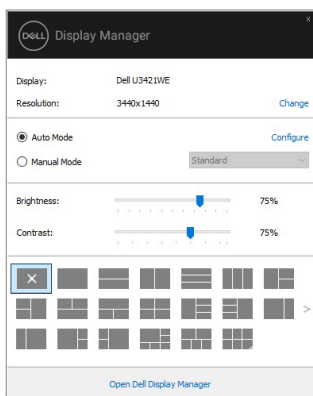 x
DELL Display Manager
Display: Dell U3421WE
Resolution: 3440x1440 Change
Auto Mode Configure
Manual Mode Standard
Brightness: 75%
Contrast: 75%
Open Dell Display Manager